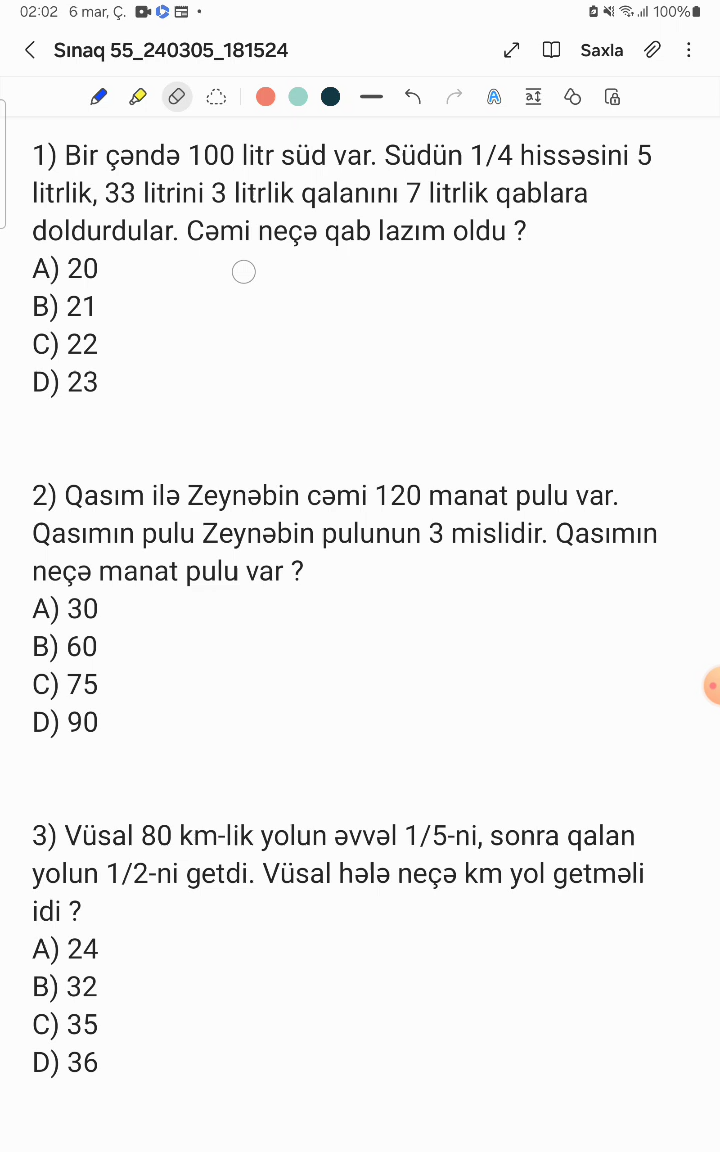 02:02 6 mar, Ç. • 100%
Sınaq 55_240305_181524 Saxla
1) Bir çəndə 100 litr süd var. Südün 1/4 hissəsini 5
litrlik, 33 litrini 3 litrlik qalanını 7 litrlik qablara
doldurdular. Cəmi neçə qab lazım oldu ?
A) 20
B) 21
C) 22
D) 23
2) Qasım ilə Zeynəbin cəmi 120 manat pulu var.
Qasımın pulu Zeynəbin pulunun 3 mislidir. Qasımın
neçə manat pulu var ?
A) 30
B) 60
C) 75
D) 90
3) Vüsal 80 km-lik yolun əvvəl 1/5-ni, sonra qalan
yolun 1/2-ni getdi. Vüsal hələ neçə km yol getməli
idi ?
A) 24
B) 32
C) 35
D) 36